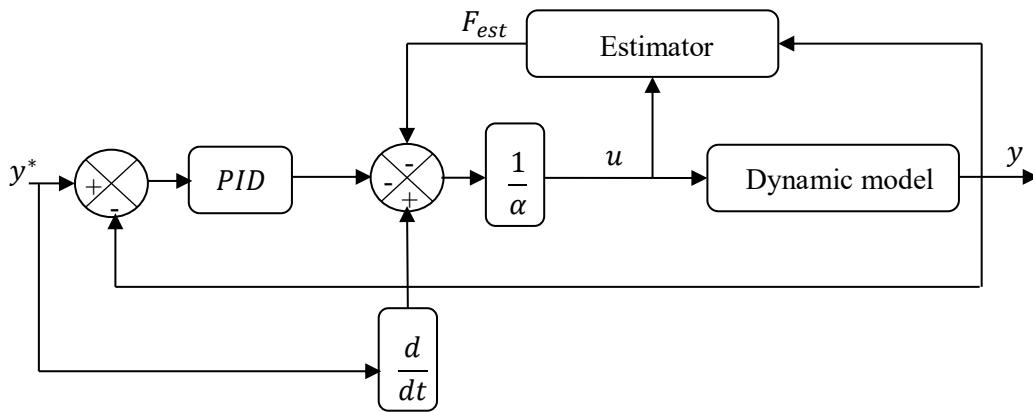 F_est
Estimator
y*
+
-
PID
-
-
+
1
α
u
Dynamic model
y
d
dt